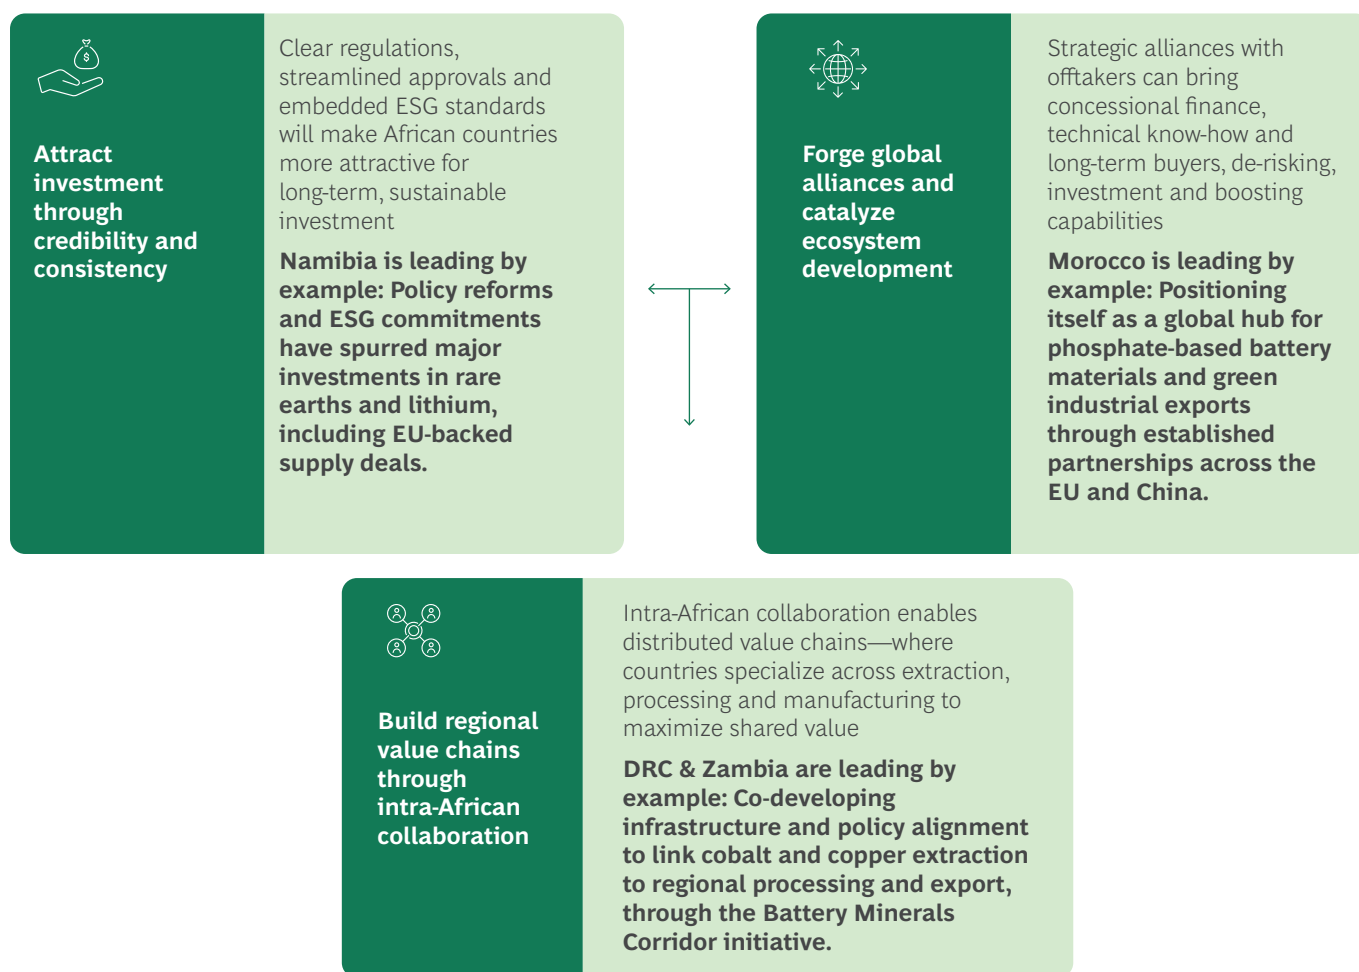 Attract
investment
through
credibility and
consistency
Clear regulations,
streamlined approvals and
embedded ESG standards
will make African countries
more attractive for
long-term, sustainable
investment
Namibia is leading by
example: Policy reforms
and ESG commitments
have spurred major
investments in rare
earths and lithium,
including EU-backed
supply deals.
Forge global
alliances and
catalyze
ecosystem
development
Strategic alliances with
offtakers can bring
concessional finance,
technical know-how and
long-term buyers, de-risking,
investment and boosting
capabilities
Morocco is leading by
example: Positioning
itself as a global hub for
phosphate-based battery
materials and green
industrial exports
through established
partnerships across the
EU and China.
Build regional
value chains
through
intra-African
collaboration
Intra-African collaboration enables
distributed value chains—where
countries specialize across extraction,
processing and manufacturing to
maximize shared value
DRC & Zambia are leading by
example: Co-developing
infrastructure and policy alignment
to link cobalt and copper extraction
to regional processing and export,
through the Battery Minerals
Corridor initiative.